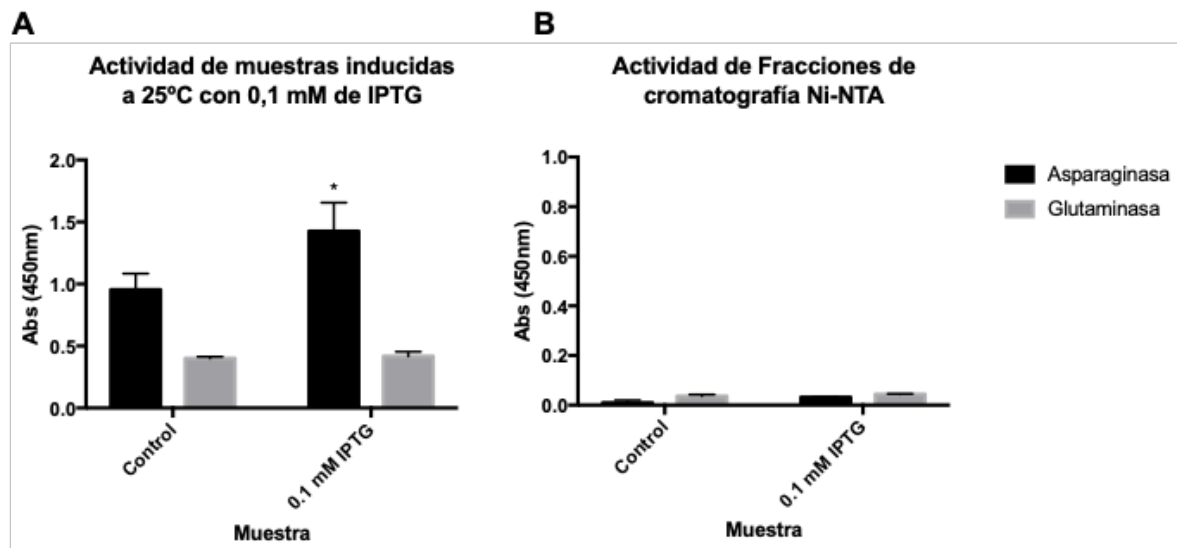 A
Actividad de muestras inducidas
a 25ºC con 0,1 mM de IPTG
2.0
1.5
1.0
0.5
0.0
Abs (450nm)
*
Control
0.1 mM IPTG
Muestra
B
Actividad de Fracciones de
cromatografía Ni-NTA
1.0
0.8
0.6
0.4
0.2
0.0
Abs (450nm)
Control
0.1 mM IPTG
Muestra
Asparaginasa
Glutaminasa